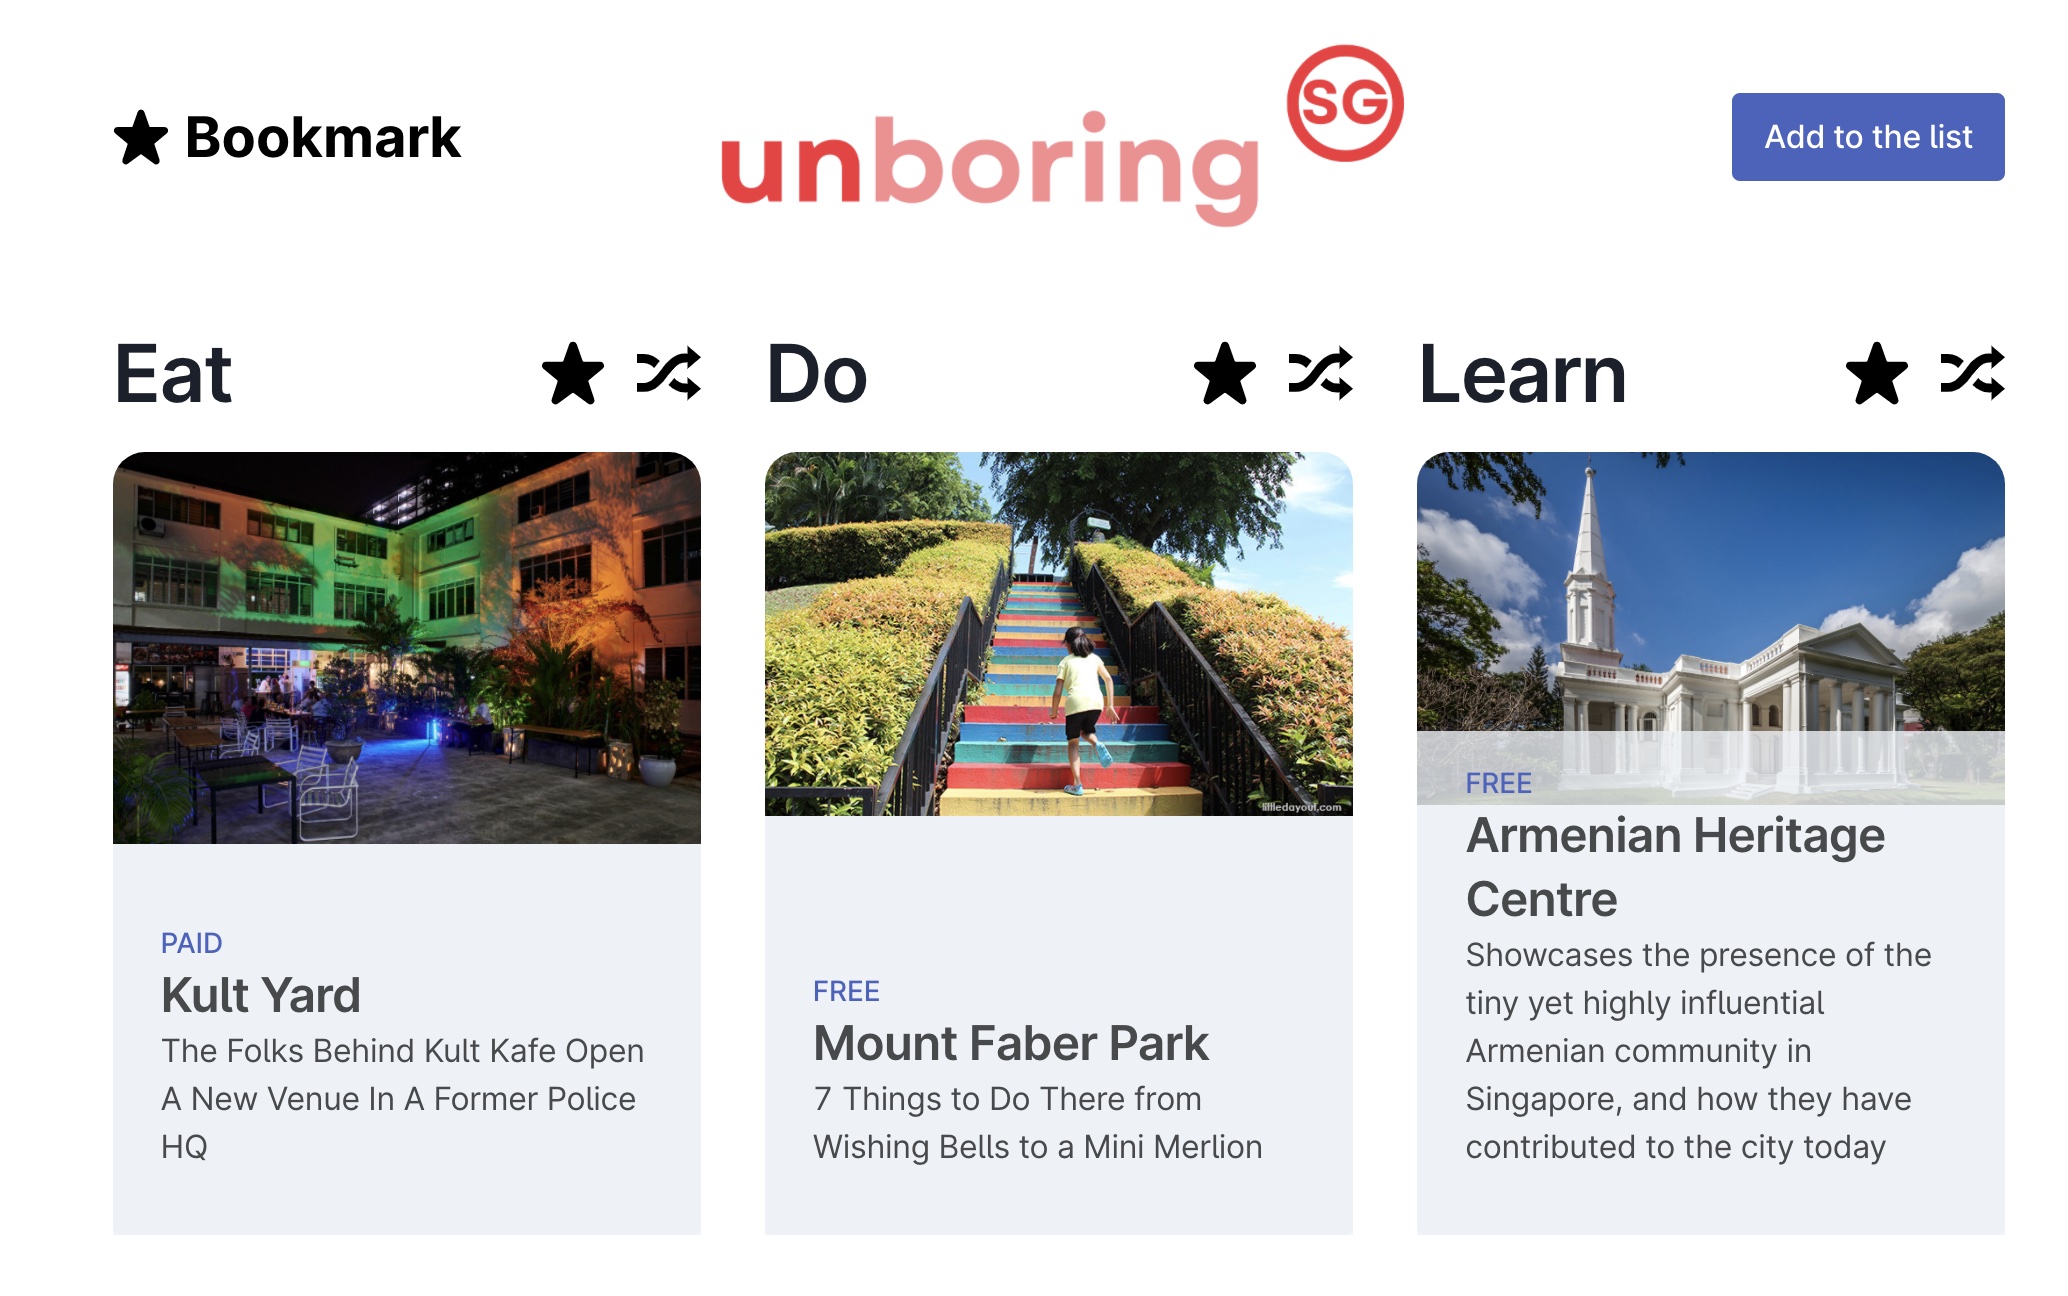 Bookmark
unboring
SG
Add to the list
Eat
Do
Learn
PAID
Kult Yard
The Folks Behind Kult Kafe Open
A New Venue In A Former Police
HQ
littledayout.com
FREE
Mount Faber Park
7 Things to Do There from
Wishing Bells to a Mini Merlion
FREE
Armenian Heritage
Centre
Showcases the presence of the
tiny yet highly influential
Armenian community in
Singapore, and how they have
contributed to the city today